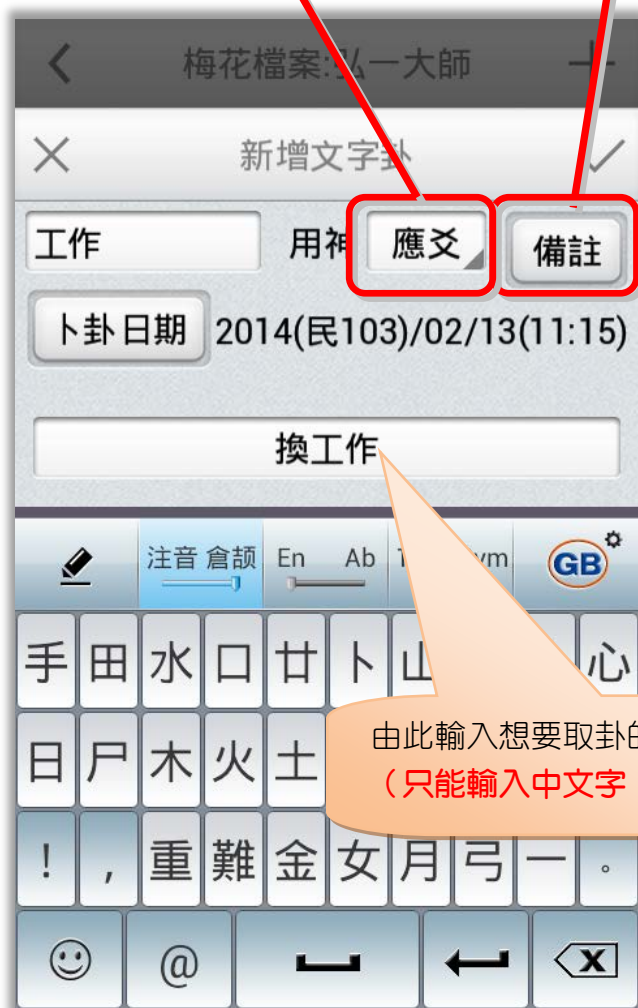 梅花檔案:弘一大師
新增文字卦
工作 用神 應爻 備註
卜卦日期 2014(民103)/02/13(11:15)
換工作
注音 倉頡 En Ab GB
手 田 水 口 廿 卜 山 心
由此輸入想要取卦的
日 尸 木 火 土
（只能輸入中文字
! , 重 難 金 女 月 弓 一 。
@